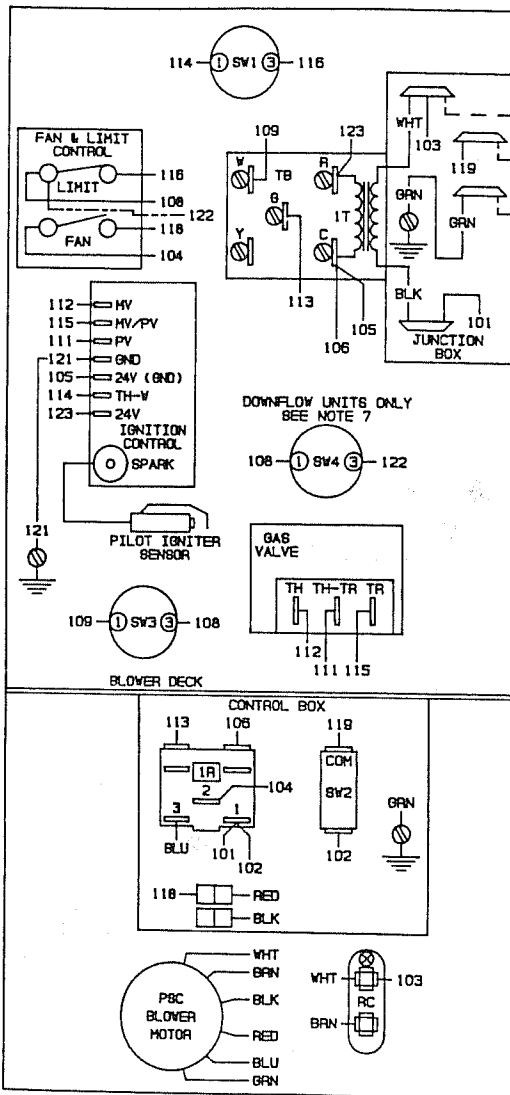 114 1 SW1 3 116
FAN & LIMIT
CONTROL
LIMIT
116
108
122
118
FAN
104
109
123
W
TB
R
G
1T
Y
C
113
106
105
WHT
103
119
GRN
GRN
BLK
101
JUNCTION
BOX
112 MV
115 MV/PV
111 PV
121 GND
105 24V (GND)
114 TH-W
123 24V
IGNITION
CONTROL
SPARK
121
PILOT IGNITER
SENSOR
DOWNFLOW UNITS ONLY
SEE NOTE 7
108 1 SW4 3 122
GAS
VALVE
TH TH-TR TR
112
111 115
109 1 SW3 3 108
BLOWER DECK
CONTROL BOX
113 106
1R
2
104
3 1
BLU
101
102
119
COM
SW2
102
GRN
118 RED
BLK
PSC
BLOWER
MOTOR
WHT
BRN
BLK
RED
BLU
GRN
WHT 103
RC
BRN